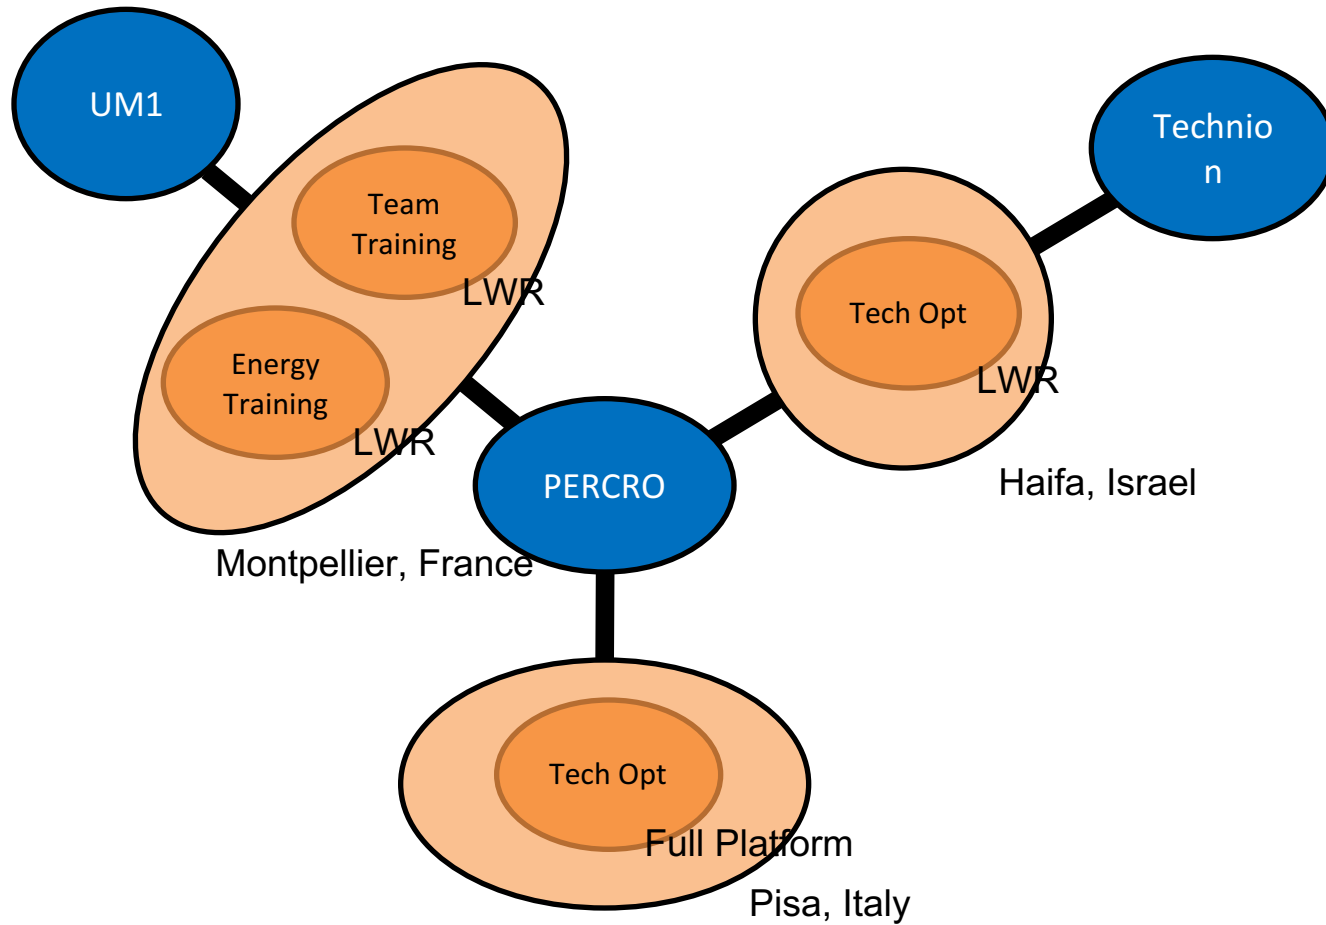 UM1
Technio
n
Team
Training
LWR
Tech Opt
LWR
Energy
Training
LWR
PERCRO
Haifa, Israel
Montpellier, France
Tech Opt
Full Platform
Pisa, Italy